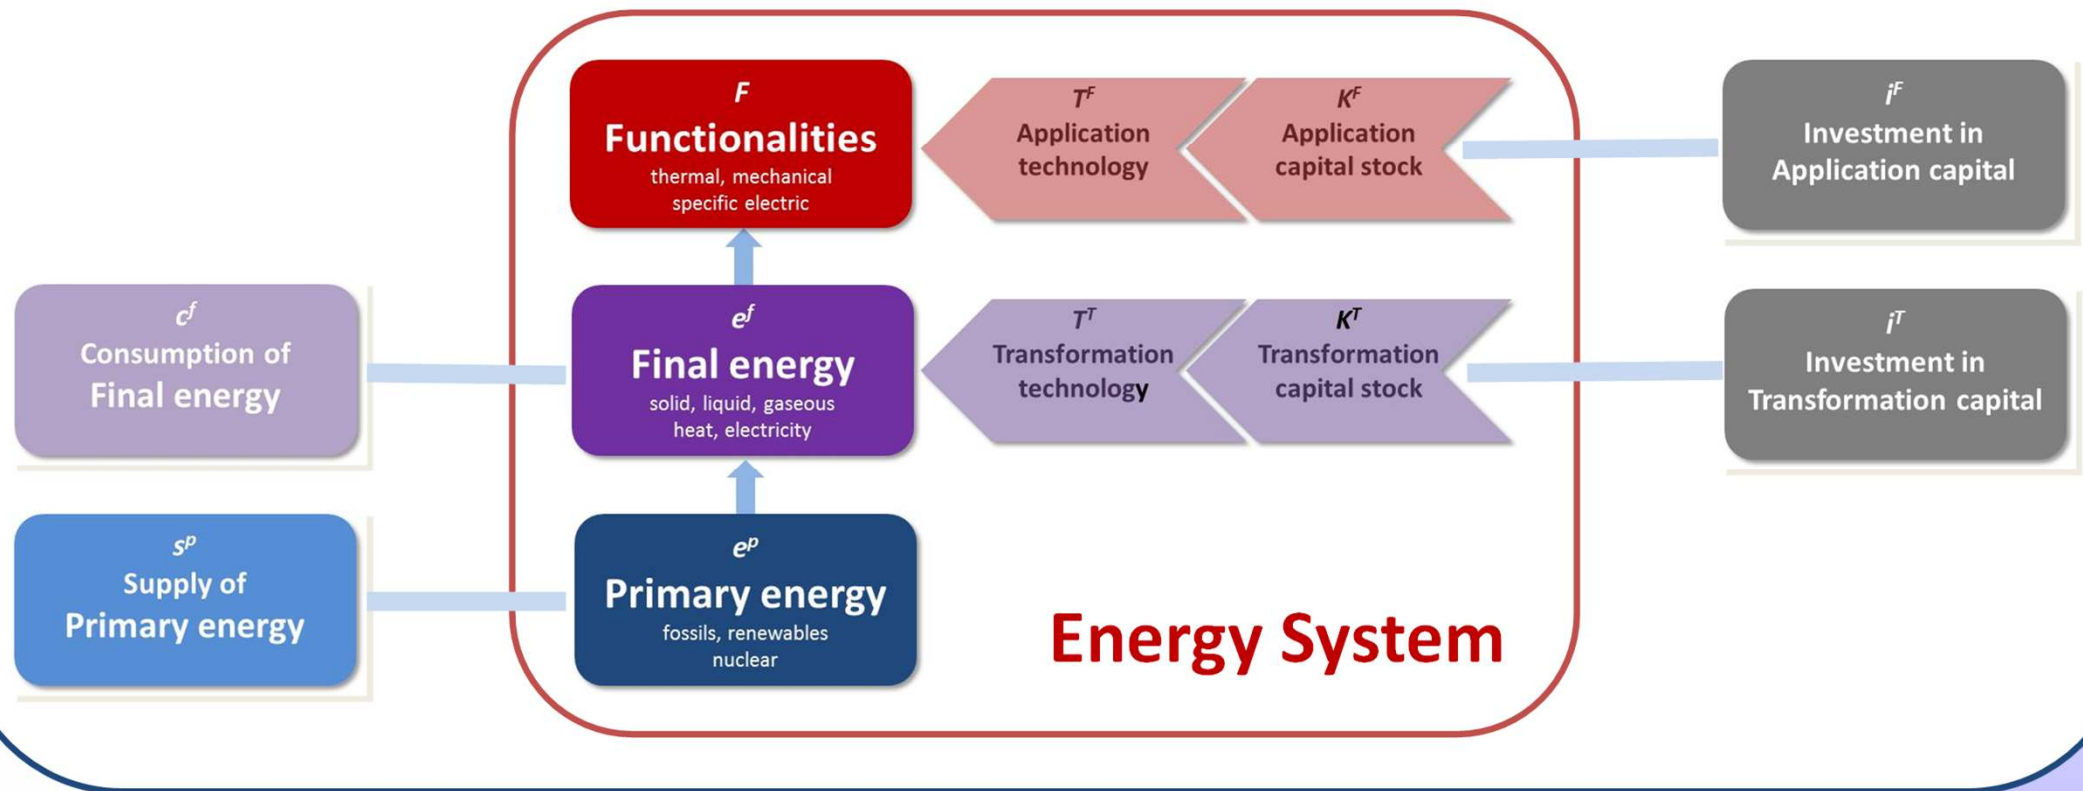 F
Functionalities
thermal, mechanical
specific electric
T^F
Application
technology
K^F
Application
capital stock
i^F
Investment in
Application capital
c^f
Consumption of
Final energy
e^f
Final energy
solid, liquid, gaseous
heat, electricity
T^T
Transformation
technology
K^T
Transformation
capital stock
i^T
Investment in
Transformation capital
s^p
Supply of
Primary energy
e^p
Primary energy
fossils, renewables
nuclear
Energy System